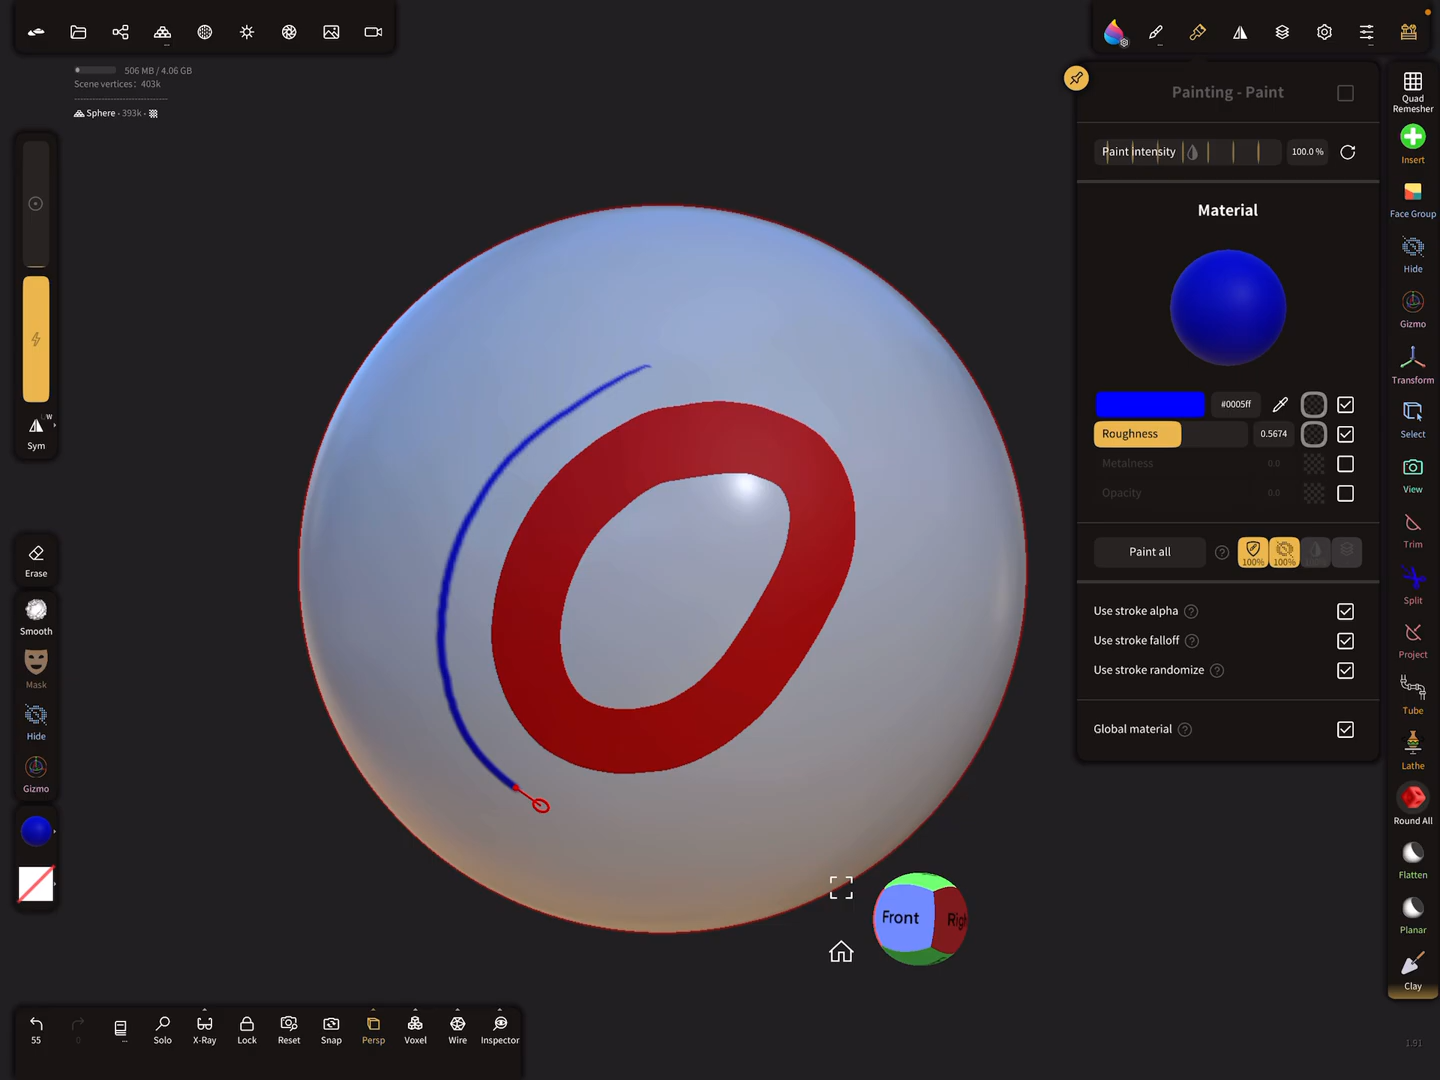 506 MB / 4.06 GB
Scene vertices: 403k
Sphere · 393k ·
Painting - Paint
Paint intensity
100.0 %
Material
#0005ff
Roughness
0.5674
Metalness
0.0
Opacity
0.0
Paint all
?
100%
100%
Use stroke alpha ?
Use stroke falloff ?
Use stroke randomize ?
Global material ?
Quad
Remesher
Insert
Face Group
Hide
Gizmo
Transform
Select
View
Trim
Split
Project
Tube
Lathe
Round All
Flatten
Planar
Clay
W
Sym
Erase
Smooth
Mask
Hide
Gizmo
Front
Righ
55
0
...
Solo
X-Ray
Lock
Reset
Snap
Persp
Voxel
Wire
Inspector
1.91